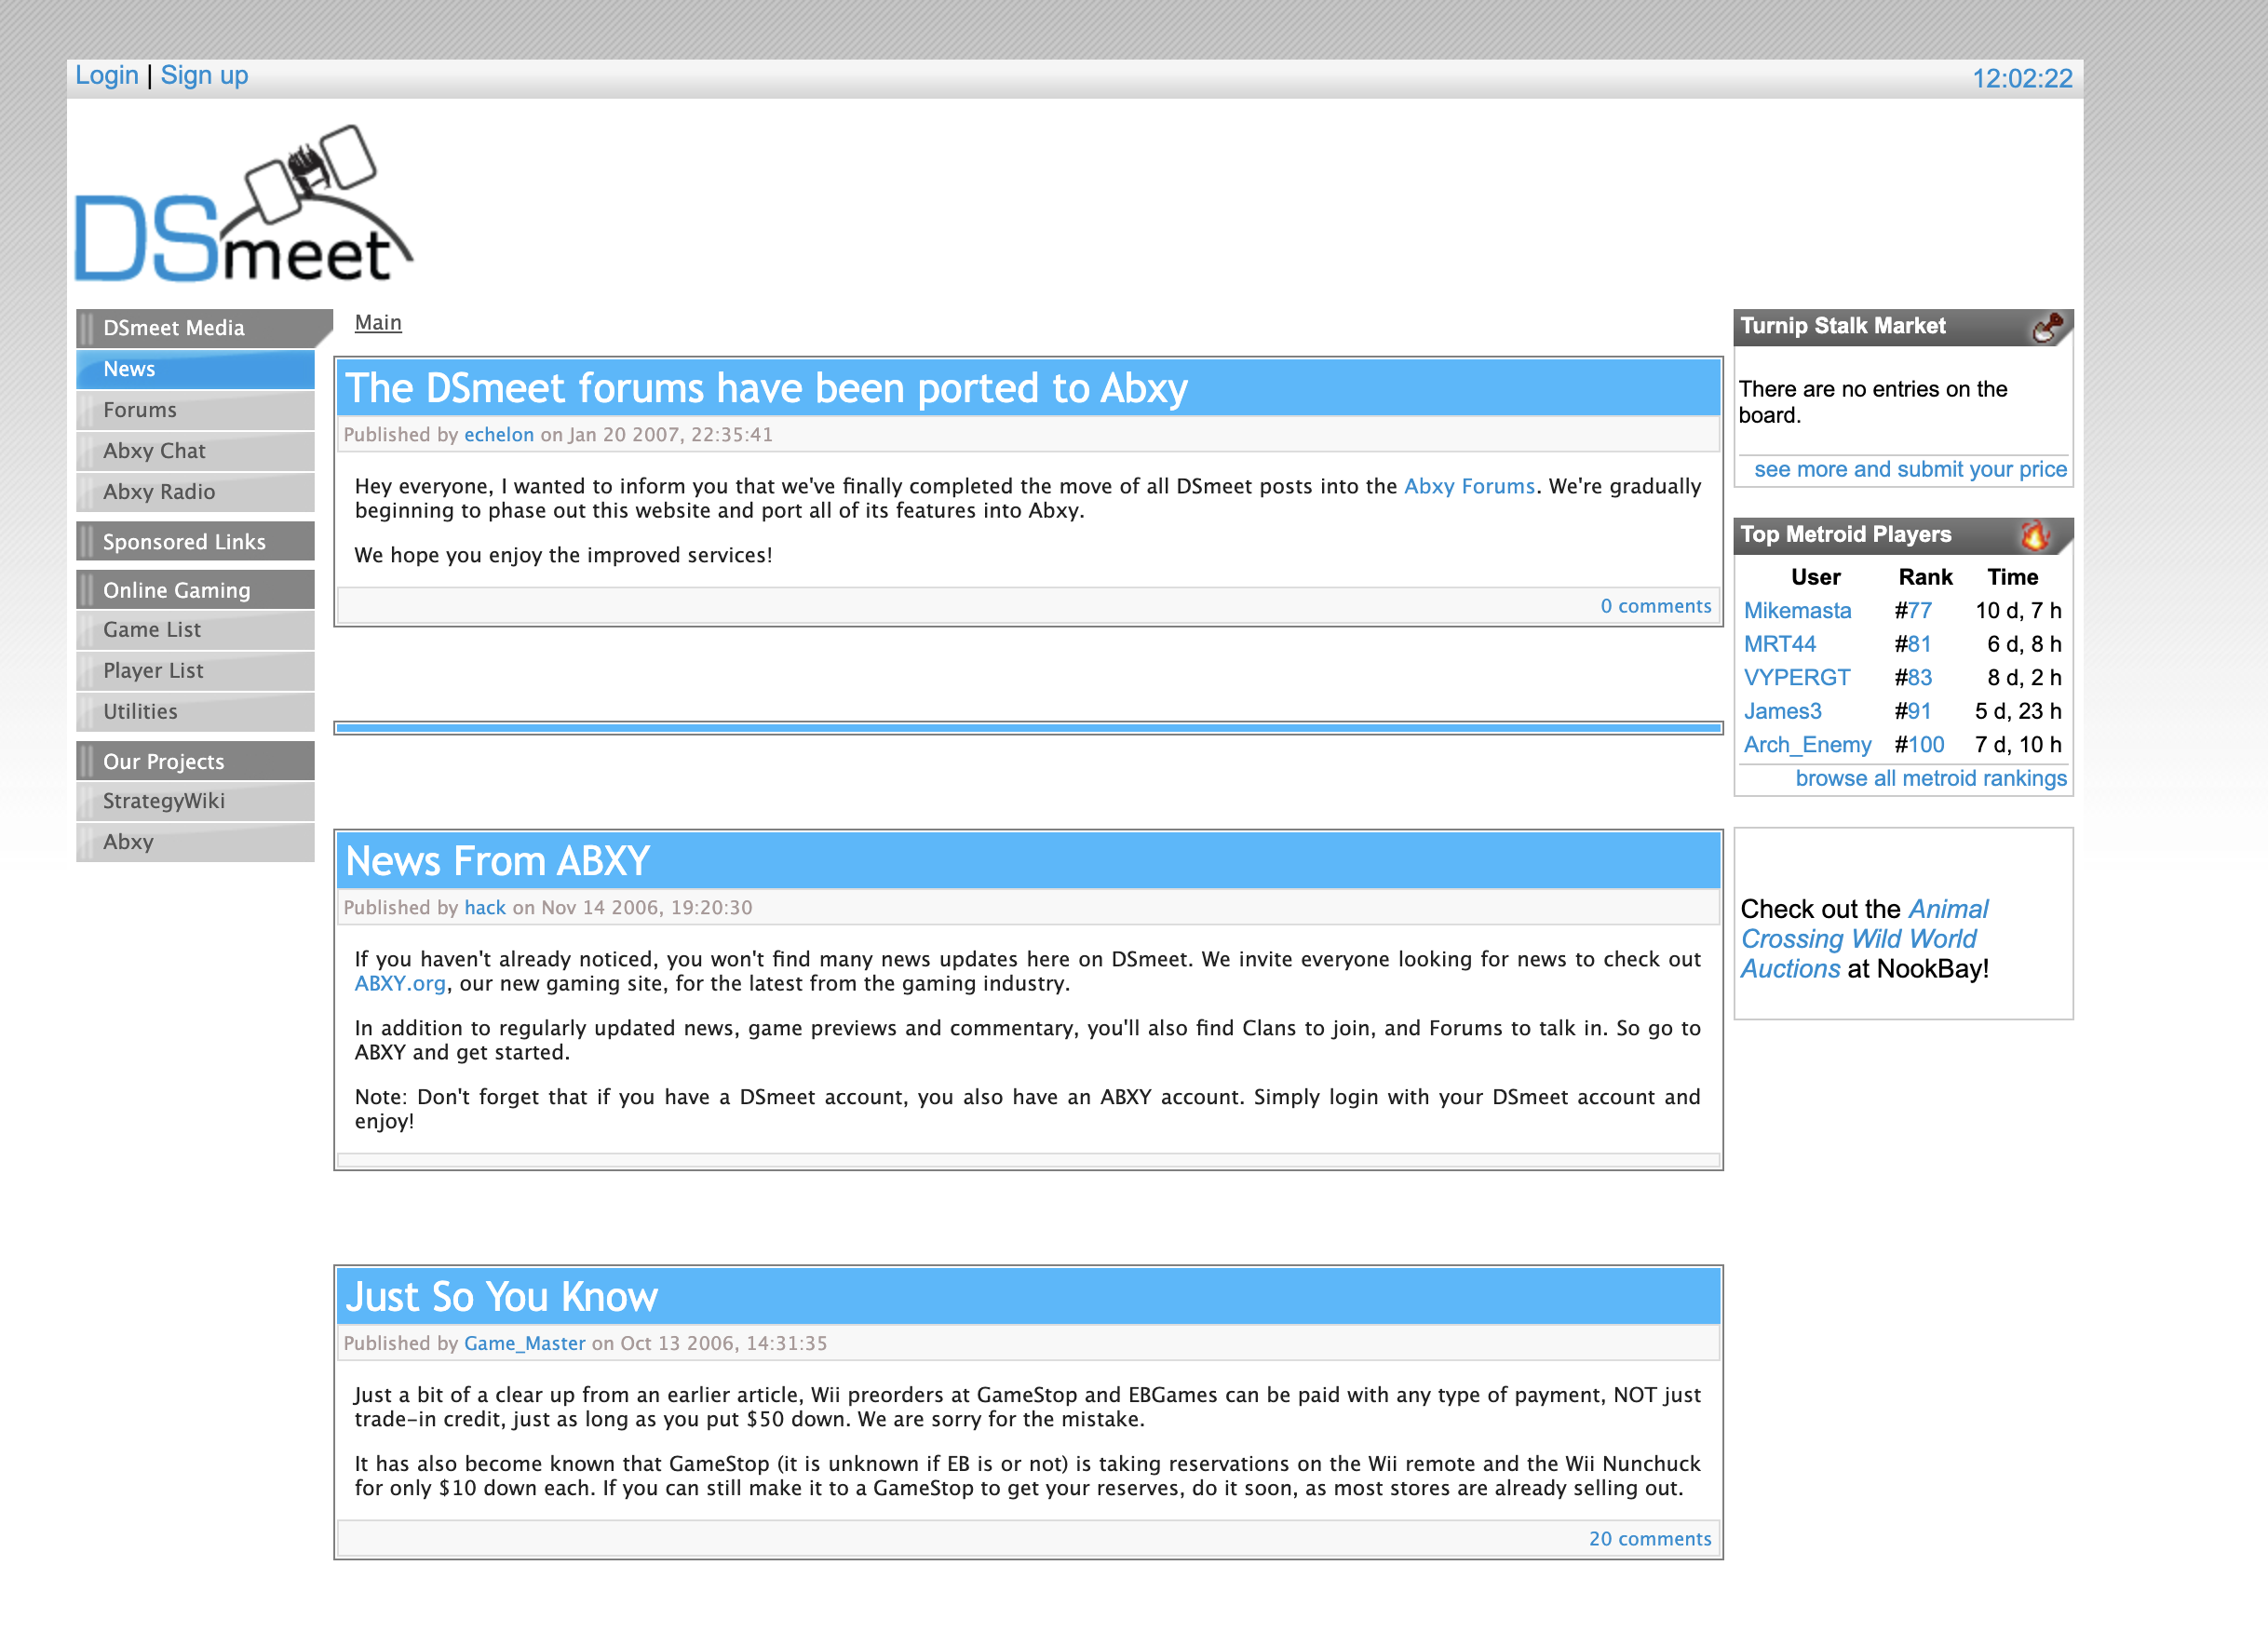 Login | Sign up
12:02:22
DSmeet
DSmeet Media
News
Forums
Abxy Chat
Abxy Radio
Sponsored Links
Online Gaming
Game List
Player List
Utilities
Our Projects
StrategyWiki
Abxy
Main
The DSmeet forums have been ported to Abxy
Published by echelon on Jan 20 2007, 22:35:41
Hey everyone, I wanted to inform you that we've finally completed the move of all DSmeet posts into the Abxy Forums. We're gradually
beginning to phase out this website and port all of its features into Abxy.
We hope you enjoy the improved services!
0 comments
News From ABXY
Published by hack on Nov 14 2006, 19:20:30
If you haven't already noticed, you won't find many news updates here on DSmeet. We invite everyone looking for news to check out
ABXY.org, our new gaming site, for the latest from the gaming industry.
In addition to regularly updated news, game previews and commentary, you'll also find Clans to join, and Forums to talk in. So go to
ABXY and get started.
Note: Don't forget that if you have a DSmeet account, you also have an ABXY account. Simply login with your DSmeet account and
enjoy!
Just So You Know
Published by Game_Master on Oct 13 2006, 14:31:35
Just a bit of a clear up from an earlier article, Wii preorders at GameStop and EBGames can be paid with any type of payment, NOT just
trade-in credit, just as long as you put $50 down. We are sorry for the mistake.
It has also become known that GameStop (it is unknown if EB is or not) is taking reservations on the Wii remote and the Wii Nunchuck
for only $10 down each. If you can still make it to a GameStop to get your reserves, do it soon, as most stores are already selling out.
20 comments
Turnip Stalk Market
There are no entries on the
board.
see more and submit your price
Top Metroid Players
User Rank Time
Mikemasta #77 10 d, 7 h
MRT44 #81 6 d, 8 h
VYPERGT #83 8 d, 2 h
James3 #91 5 d, 23 h
Arch_Enemy #100 7 d, 10 h
browse all metroid rankings
Check out the Animal
Crossing Wild World
Auctions at NookBay!